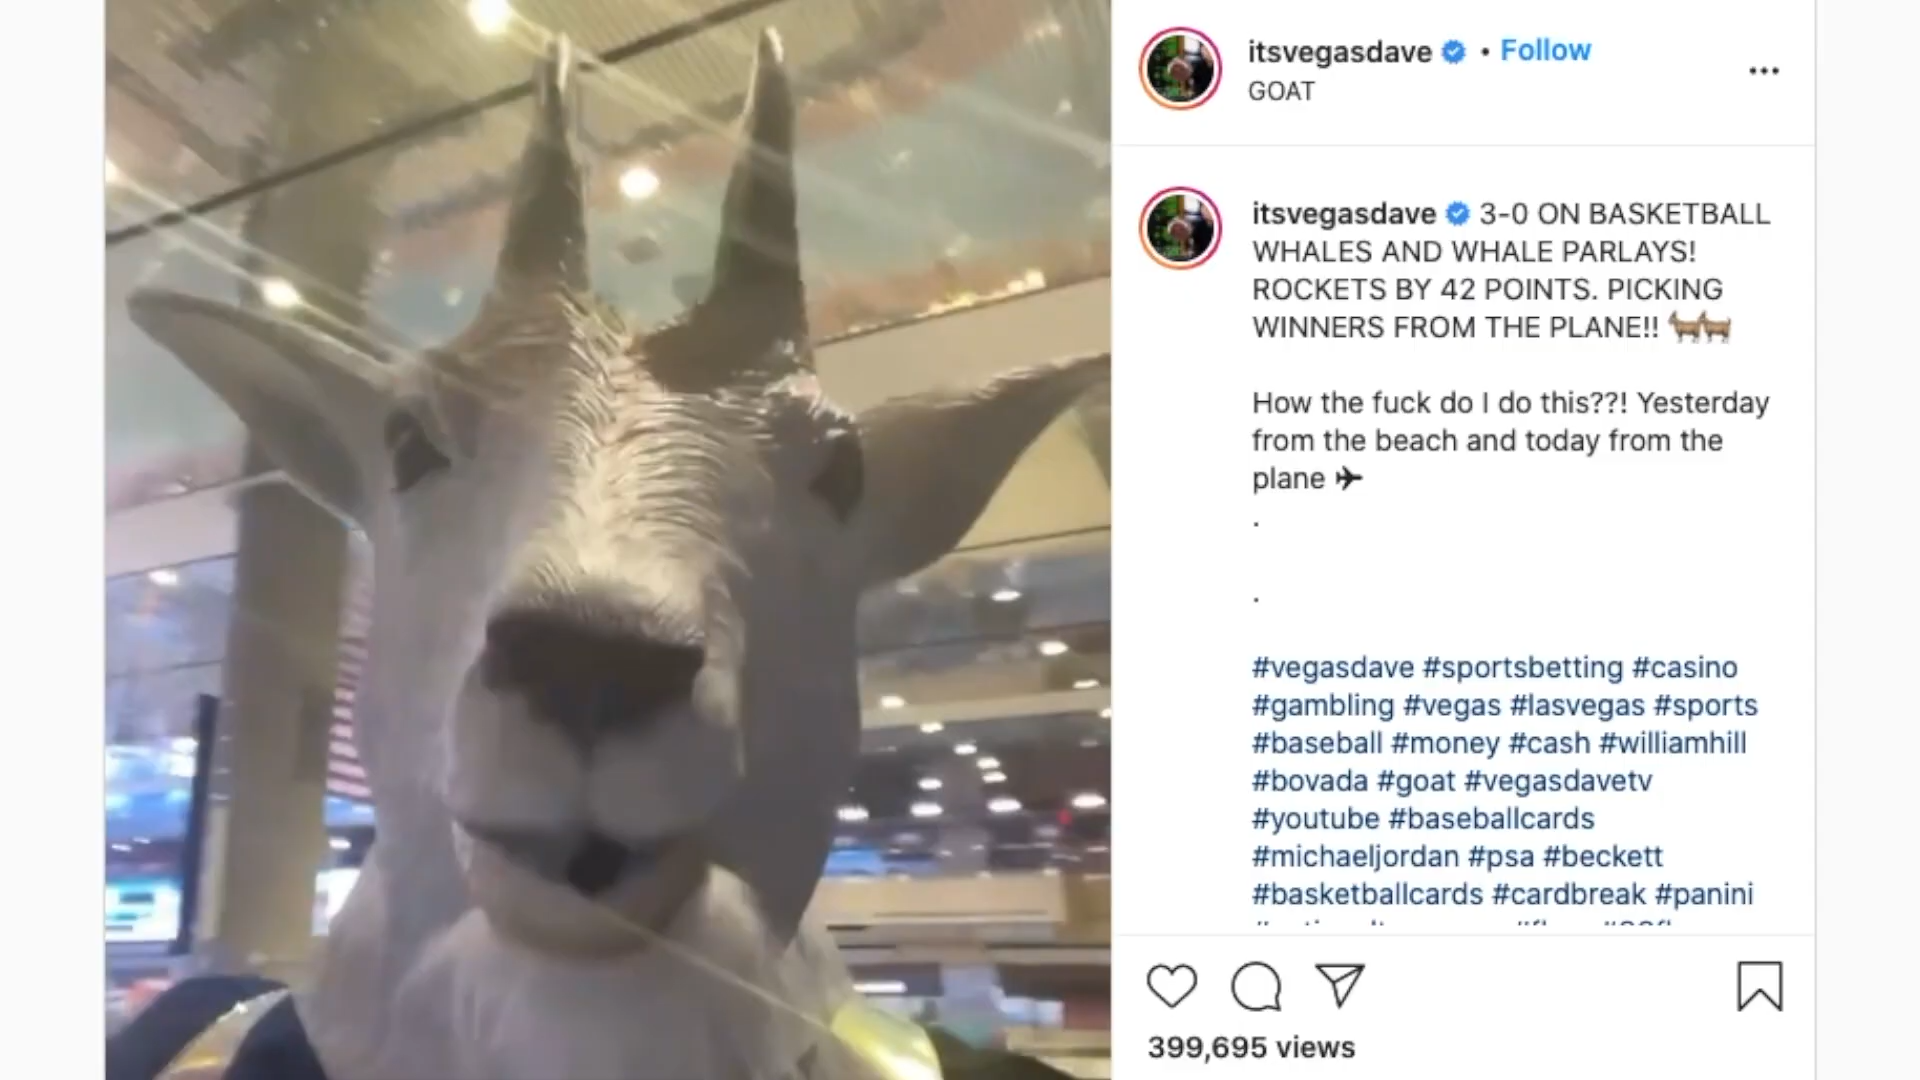 itsvegasdave • Follow
GOAT
itsvegasdave 3-0 ON BASKETBALL
WHALES AND WHALE PARLAYS!
ROCKETS BY 42 POINTS. PICKING
WINNERS FROM THE PLANE!! 🐐🐐
How the fuck do I do this??! Yesterday
from the beach and today from the
plane ✈
.
.
#vegasdave #sportsbetting #casino
#gambling #vegas #lasvegas #sports
#baseball #money #cash #williamhill
#bovada #goat #vegasdavetv
#youtube #baseballcards
#michaeljordan #psa #beckett
#basketballcards #cardbreak #panini
399,695 views